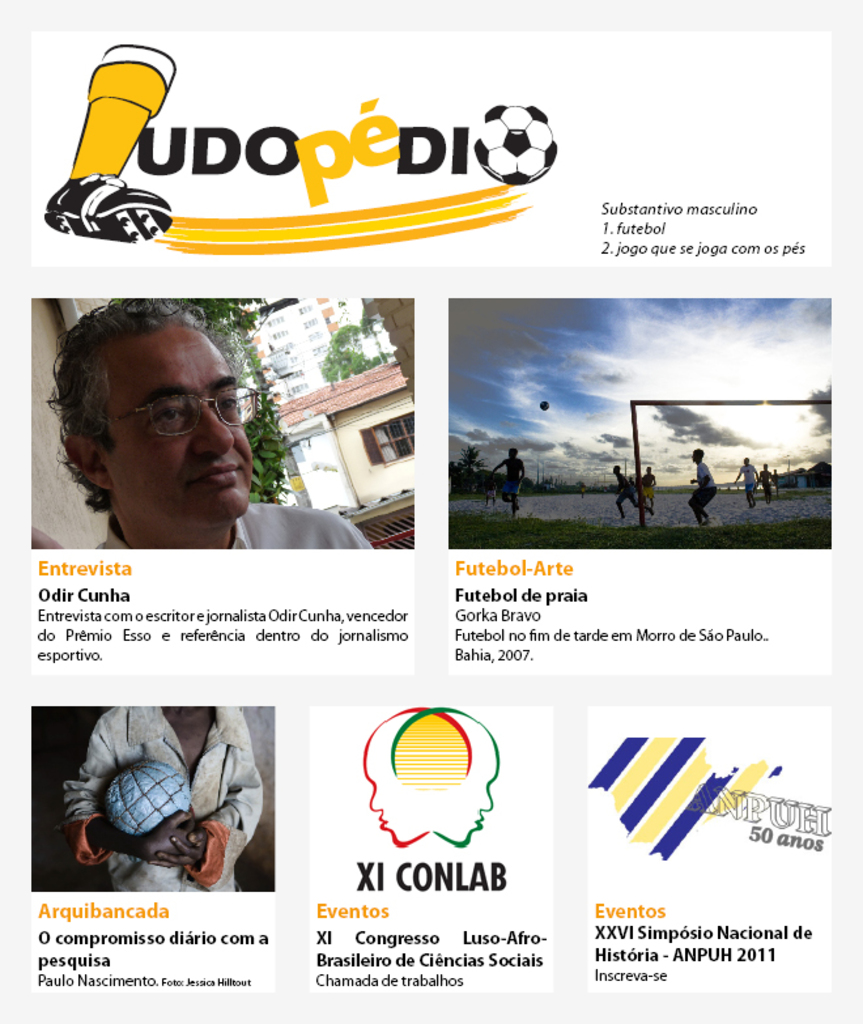 LUDOpéDIO
Substantivo masculino
1. futebol
2. jogo que se joga com os pés
Entrevista
Odir Cunha
Entrevista com o escritor e jornalista Odir Cunha, vencedor
do Prêmio Esso e referência dentro do jornalismo
esportivo.
Futebol-Arte
Futebol de praia
Gorka Bravo
Futebol no fim de tarde em Morro de São Paulo..
Bahia, 2007.
Arquibancada
O compromisso diário com a
pesquisa
Paulo Nascimento. Foto: Jessica Hilltout
XI CONLAB
Eventos
XI Congresso Luso-Afro-
Brasileiro de Ciências Sociais
Chamada de trabalhos
ANPUH
50 anos
Eventos
XXVI Simpósio Nacional de
História - ANPUH 2011
Inscreva-se